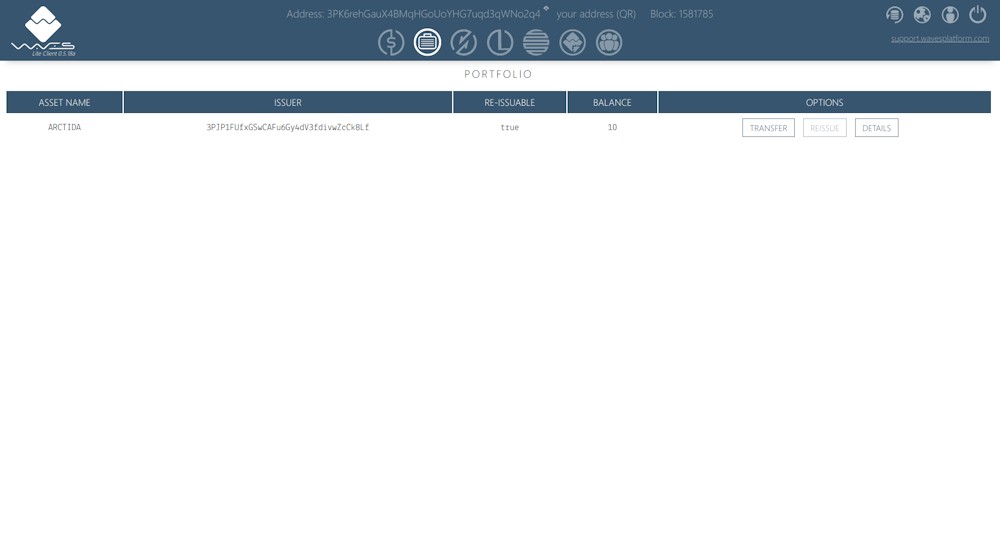 Address: 3PK6rehGauX4BMqHGoUoYHG7uqd3qWNo2q4 your address (QR) Block: 1581785
WAVES
Lite Client 0.5.18a
support.wavesplatform.com
PORTFOLIO
ASSET NAME ISSUER RE-ISSUABLE BALANCE OPTIONS
ARCTIDA 3PJP1FUfxGSwCAFu6Gy4dV3fdivwZcCk8Lf true 10 TRANSFER REISSUE DETAILS